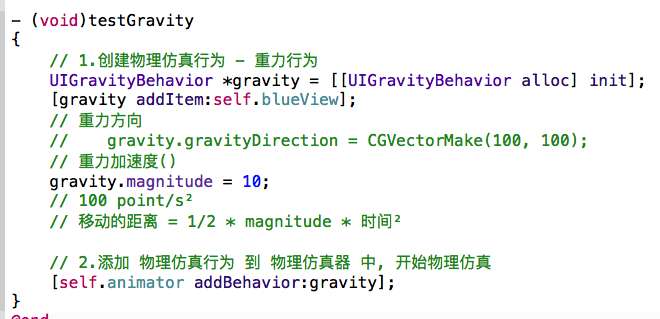 - (void)testGravity
{
// 1.创建物理仿真行为 - 重力行为
UIGravityBehavior *gravity = [[UIGravityBehavior alloc] init];
[gravity addItem:self.blueView];
// 重力方向
//   gravity.gravityDirection = CGVectorMake(100, 100);
// 重力加速度()
gravity.magnitude = 10;
// 100 point/s²
// 移动的距离 = 1/2 * magnitude * 时间²
// 2.添加 物理仿真行为 到 物理仿真器 中, 开始物理仿真
[self.animator addBehavior:gravity];
}
@end